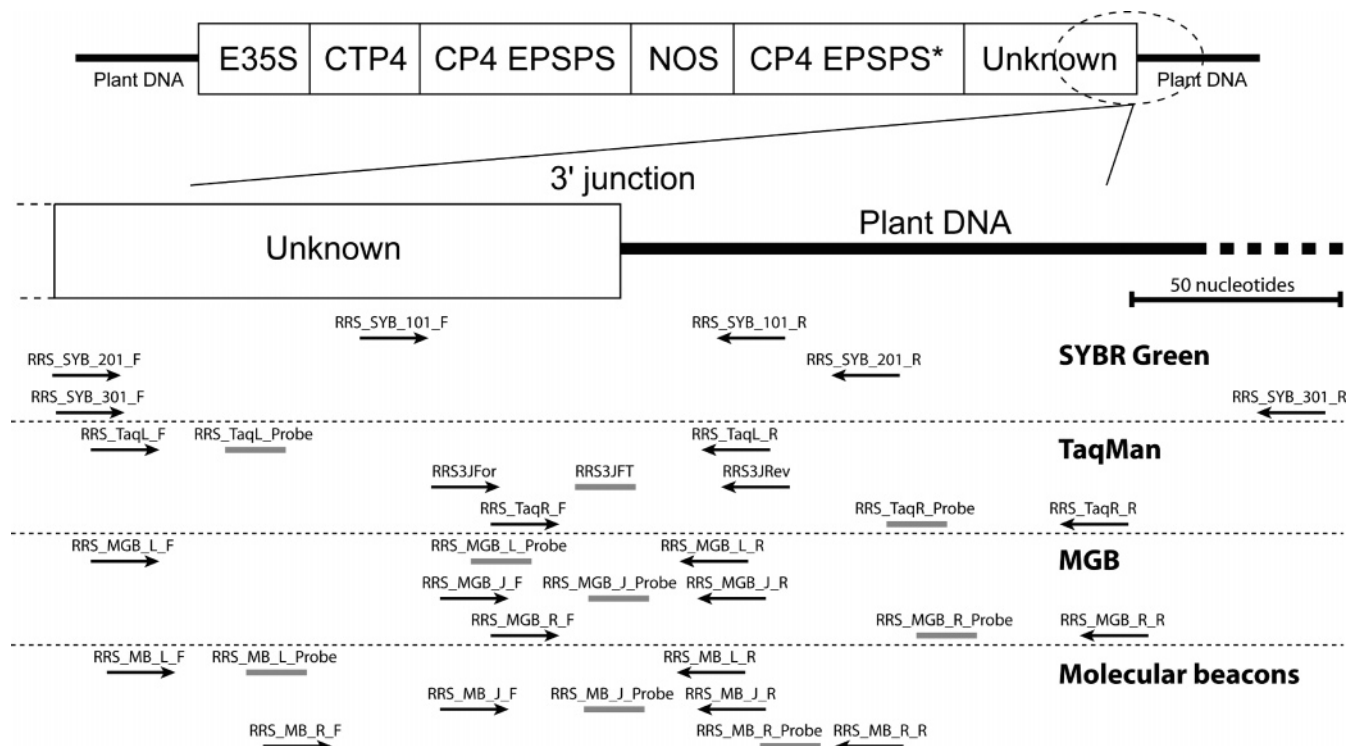 E35S CTP4 CP4 EPSPS NOS CP4 EPSPS* Unknown
Plant DNA Plant DNA
3' junction
Unknown
Plant DNA
50 nucleotides
RRS_SYB_101_F RRS_SYB_101_R
SYBR Green
RRS_SYB_201_F RRS_SYB_201_R
RRS_SYB_301_F RRS_SYB_301_R
RRS_TaqL_F RRS_TaqL_Probe RRS_TaqL_R
TaqMan
RRS3JFor RRS3JFT RRS3JRev
RRS_TaqR_F RRS_TaqR_Probe RRS_TaqR_R
RRS_MGB_L_F RRS_MGB_L_Probe RRS_MGB_L_R
MGB
RRS_MGB_J_F RRS_MGB_J_Probe RRS_MGB_J_R
RRS_MGB_R_F RRS_MGB_R_Probe RRS_MGB_R_R
RRS_MB_L_F RRS_MB_L_Probe RRS_MB_L_R
Molecular beacons
RRS_MB_J_F RRS_MB_J_Probe RRS_MB_J_R
RRS_MB_R_F RRS_MB_R_Probe RRS_MB_R_R